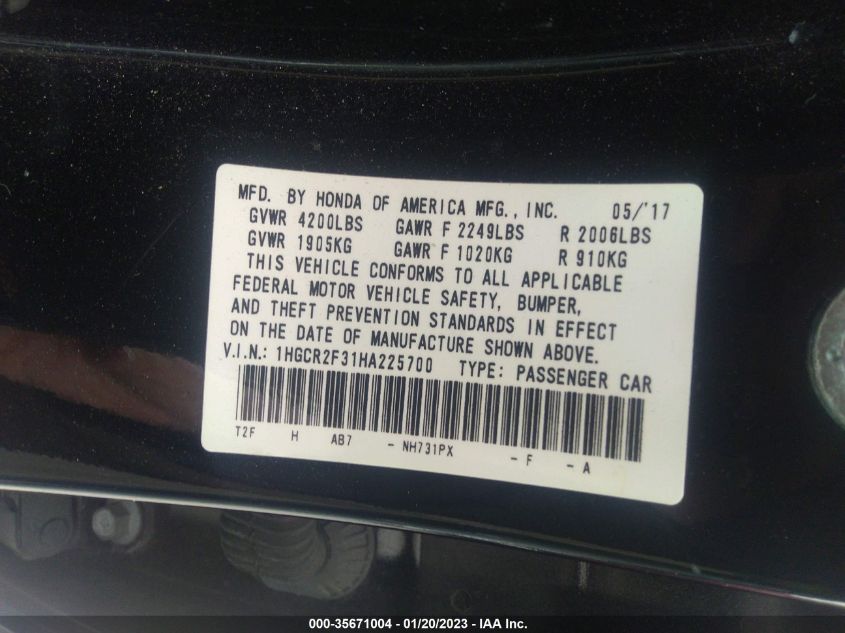 MFD. BY HONDA OF AMERICA MFG., INC. 05/'17
GVWR 4200LBS GAWR F 2249LBS R 2006LBS
GVWR 1905KG GAWR F 1020KG R 910KG
THIS VEHICLE CONFORMS TO ALL APPLICABLE
FEDERAL MOTOR VEHICLE SAFETY, BUMPER,
AND THEFT PREVENTION STANDARDS IN EFFECT
ON THE DATE OF MANUFACTURE SHOWN ABOVE.
V.I.N.: 1HGCR2F31HA225700 TYPE: PASSENGER CAR
T2F H AB7 - NH731PX - F - A
000-35671004 / 01/20/2023 - IAA Inc.